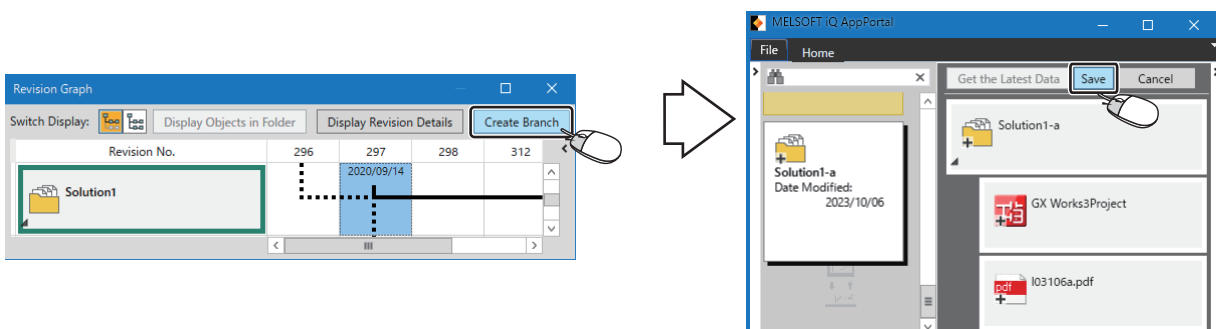 Revision Graph
Switch Display:
Display Objects in Folder
Display Revision Details
Create Branch
Revision No.
296
297
298
312
2020/09/14
Solution1
MELSOFT iQ AppPortal
File
Home
Get the Latest Data
Save
Cancel
Solution1-a
Date Modified:
2023/10/06
Solution1-a
GX Works3Project
pdf
l03106a.pdf